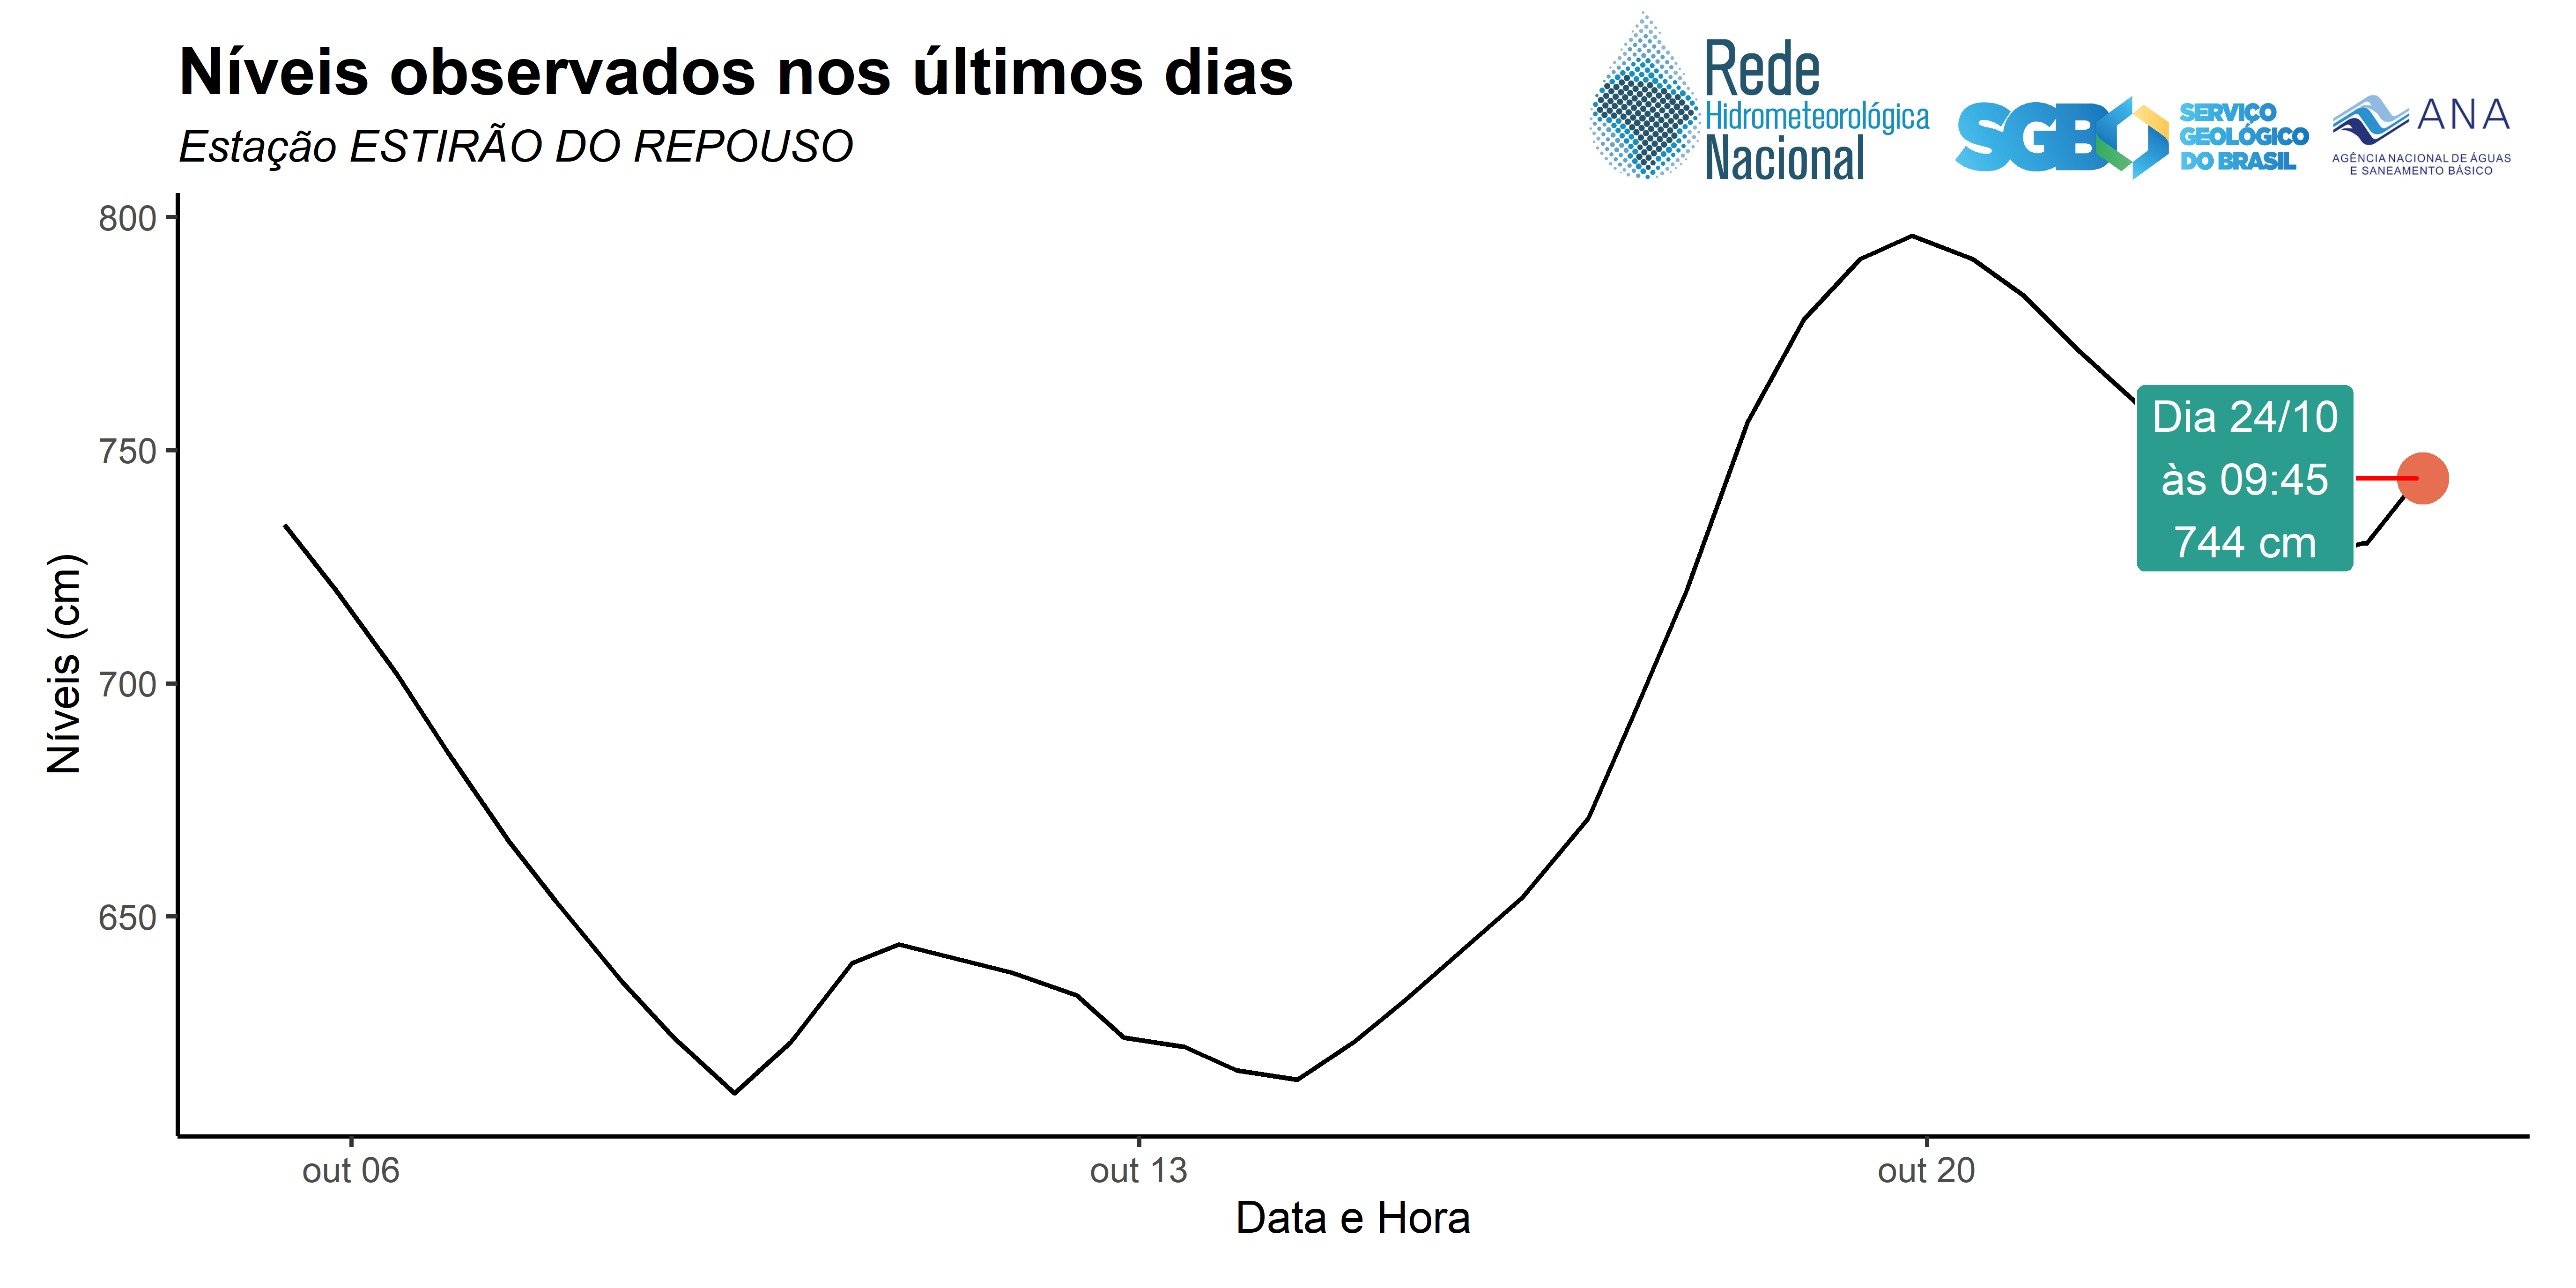 Níveis observados nos últimos dias
Estação ESTIRÃO DO REPOUSO
Rede
Hidrometeorológica
Nacional
SGB
SERVIÇO
GEOLÓGICO
DO BRASIL
ANA
AGÊNCIA NACIONAL DE ÁGUAS
E SANEAMENTO BÁSICO
800
750
700
650
Níveis (cm)
Dia 24/10
às 09:45
744 cm
out 06
out 13
out 20
Data e Hora